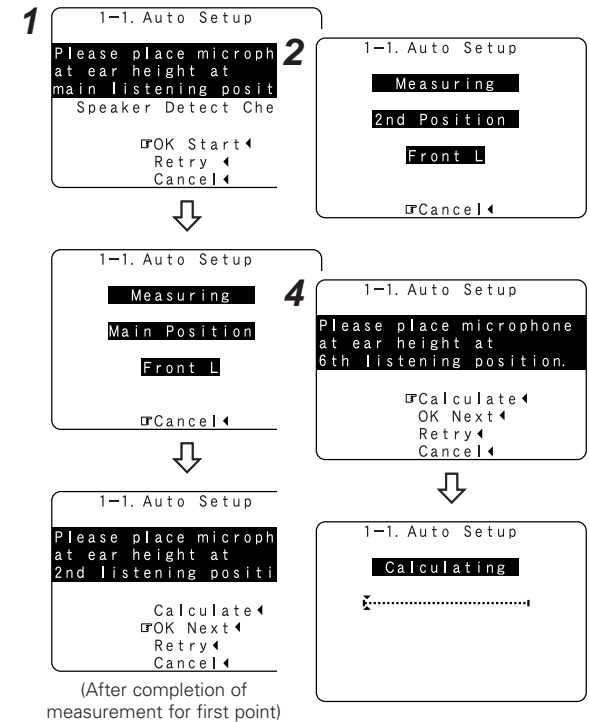 1
1-1. Auto Setup
Please place microph
at ear height at
main listening posit
Speaker Detect Che
☞OK Start◀
Retry ◀
Cancel◀
1-1. Auto Setup
Measuring
Main Position
Front L
☞Cancel◀
1-1. Auto Setup
Please place microph
at ear height at
2nd listening positi
Calculate◀
☞OK Next◀
Retry◀
Cancel◀
(After completion of
measurement for first point)
2
1-1. Auto Setup
Measuring
2nd Position
Front L
☞Cancel◀
4
1-1. Auto Setup
Please place microphone
at ear height at
6th listening position.
☞Calculate◀
OK Next◀
Retry◀
Cancel◀
1-1. Auto Setup
Calculating